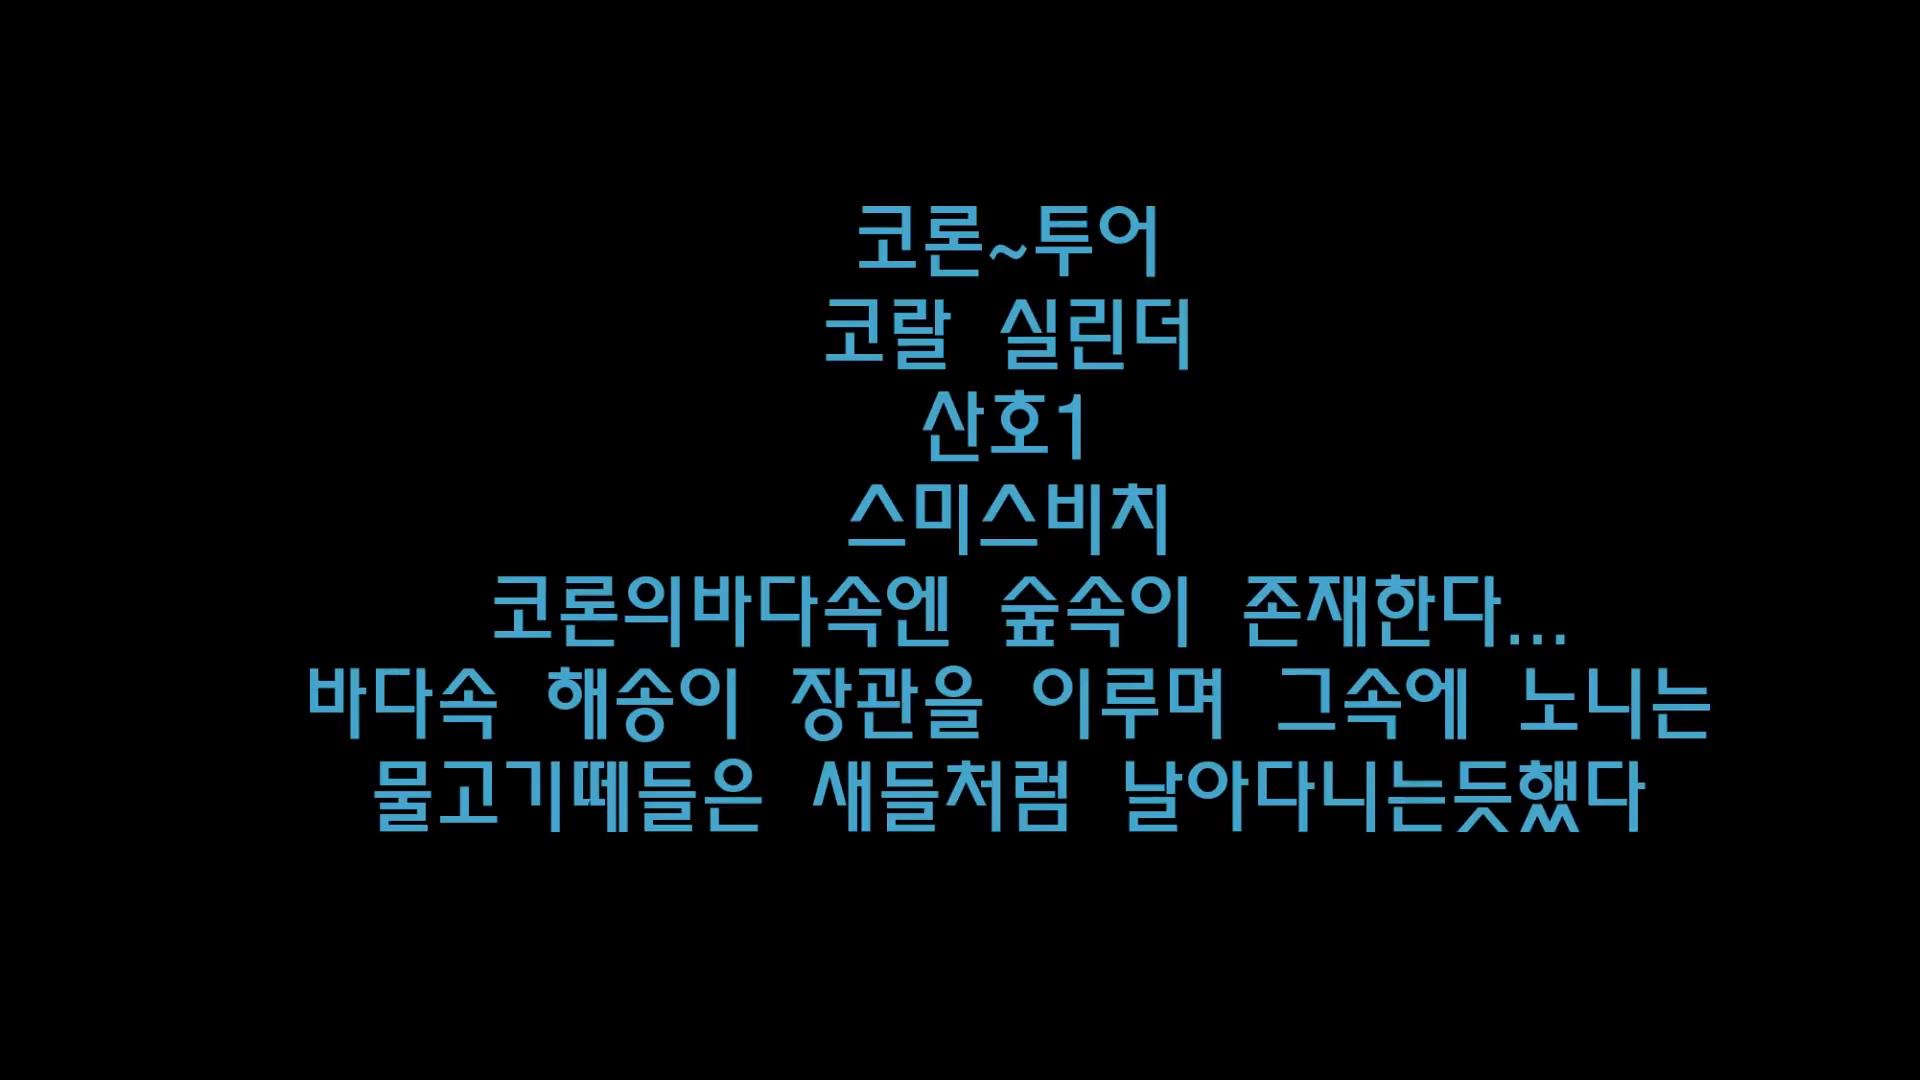 코론~투어
코랄 실린더
산호1
스미스비치
코론의바다속엔 숲속이 존재한다...
바다속 해송이 장관을 이루며 그속에 노니는
물고기떼들은 새들처럼 날아다니는듯했다